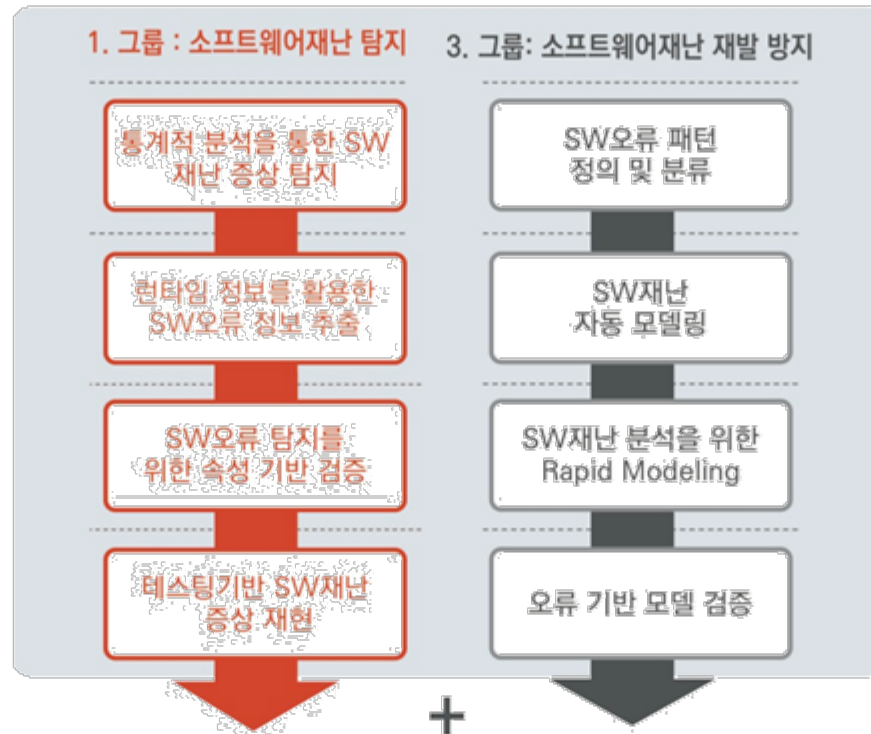 1. 그룹 : 소프트웨어재난 탐지
통계적 분석을 통한 SW
재난 증상 탐지
런타임 정보를 활용한
SW오류 정보 추출
SW오류 탐지를
위한 속성 기반 검증
테스팅기반 SW재난
증상 재현
3. 그룹: 소프트웨어재난 재발 방지
SW오류 패턴
정의 및 분류
SW재난
자동 모델링
SW재난 분석을 위한
Rapid Modeling
오류 기반 모델 검증
+